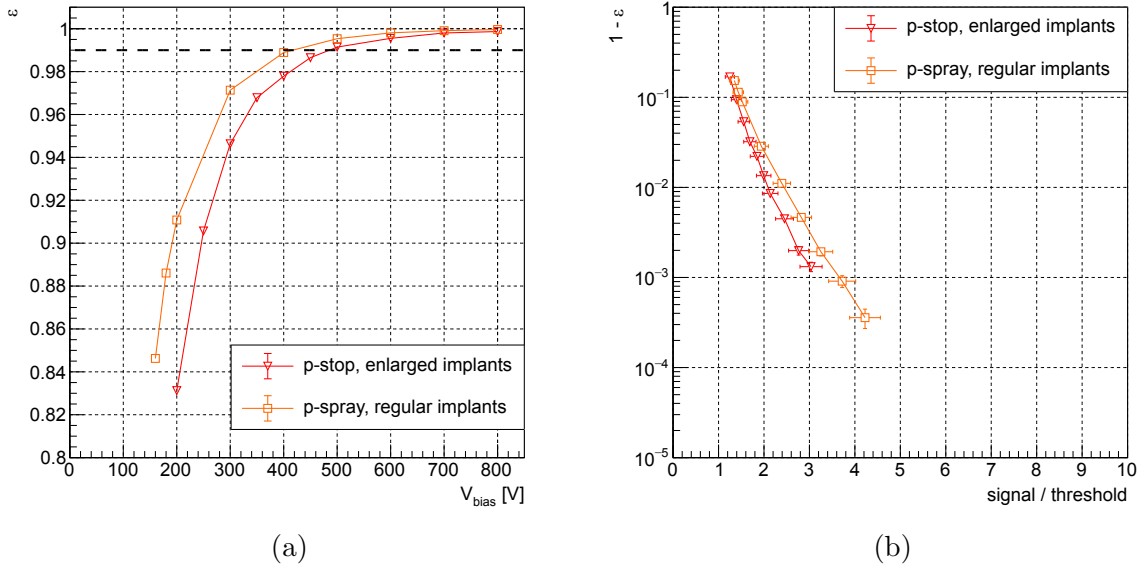 ε
1
0.98
0.96
0.94
0.92
0.9
0.88
0.86
0.84
0.82
0.8
0 100 200 300 400 500 600 700 800
V_bias [V]
p-stop, enlarged implants
p-spray, regular implants
(a)
1 - ε
1
10⁻¹
10⁻²
10⁻³
10⁻⁴
10⁻⁵
0 1 2 3 4 5 6 7 8 9 10
signal / threshold
p-stop, enlarged implants
p-spray, regular implants
(b)